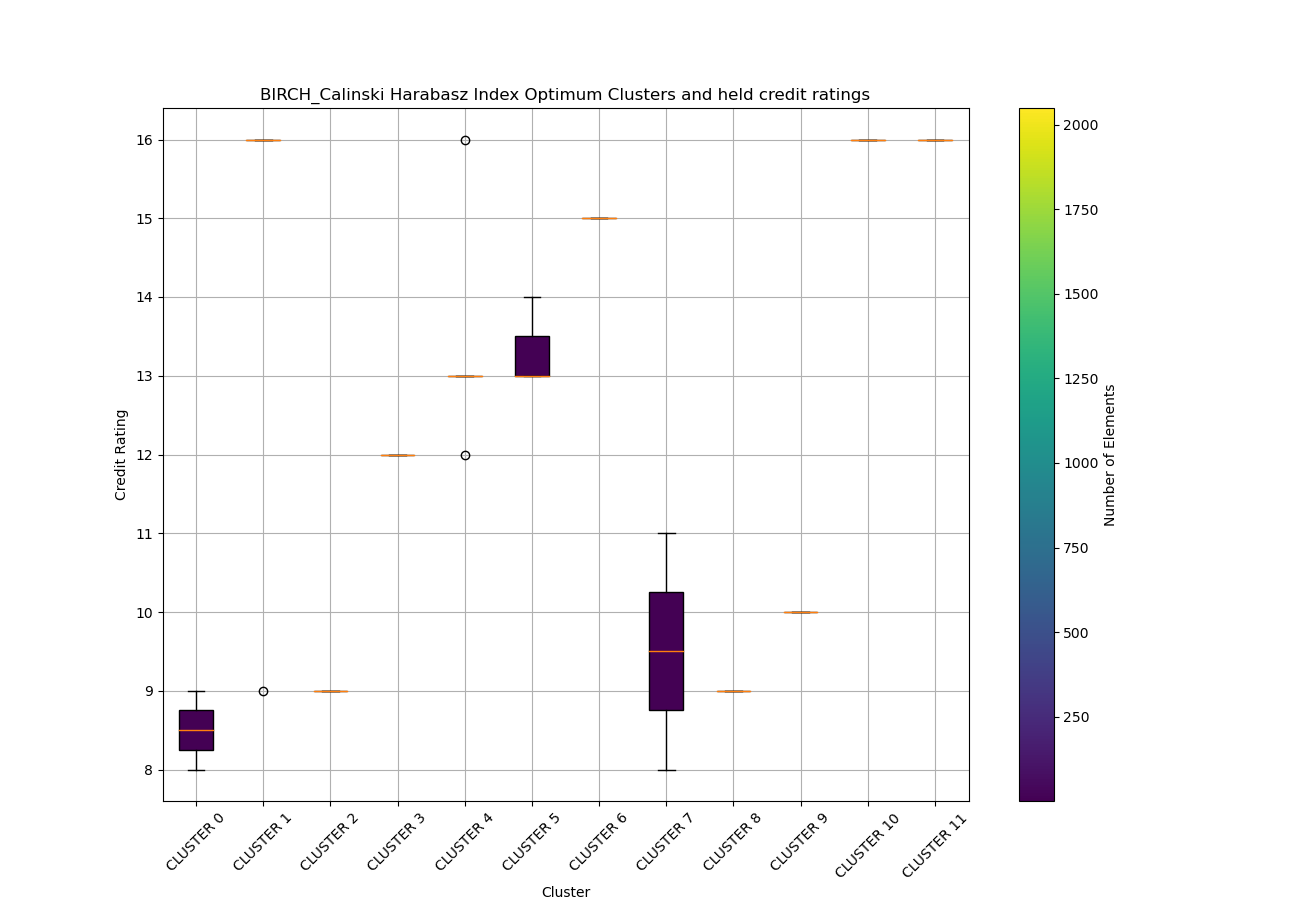 BIRCH_Calinski Harabasz Index Optimum Clusters and held credit ratings
16
15
14
13
12
11
10
9
8
Credit Rating
CLUSTER 0
CLUSTER 1
CLUSTER 2
CLUSTER 3
CLUSTER 4
CLUSTER 5
CLUSTER 6
CLUSTER 7
CLUSTER 8
CLUSTER 9
CLUSTER 10
CLUSTER 11
Cluster
2000
1750
1500
1250
1000
750
500
250
Number of Elements